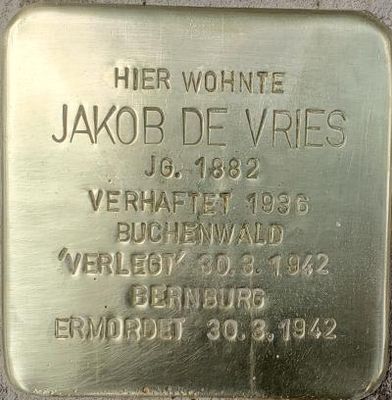 HIER WOHNTE
JAKOB DE VRIES
JG. 1882
VERHAFTET 1936
BUCHENWALD
"VERLEGT" 30.3.1942
BERNBURG
ERMORDET 30.3.1942